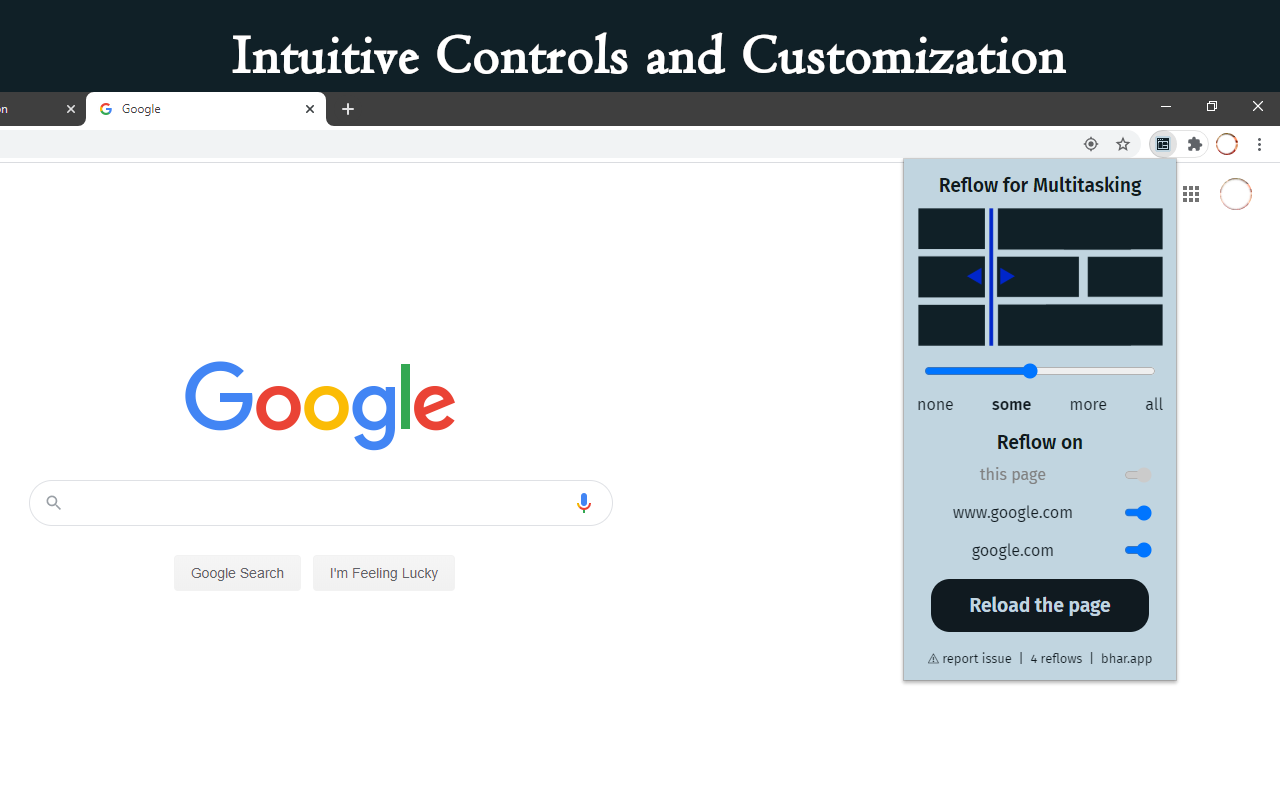 Intuitive Controls and Customization
on
Google
Reflow for Multitasking
none some more all
Reflow on
this page
www.google.com
google.com
Reload the page
⚠ report issue | 4 reflows | bhar.app
Google
Google Search I'm Feeling Lucky